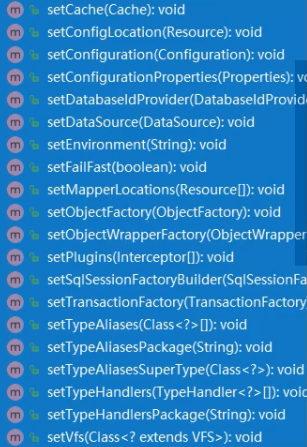 setCache(Cache): void
setConfigLocation(Resource): void
setConfiguration(Configuration): void
setConfigurationProperties(Properties): vo
setDatabaseIdProvider(DatabaseIdProvide
setDataSource(DataSource): void
setEnvironment(String): void
setFailFast(boolean): void
setMapperLocations(Resource[]): void
setObjectFactory(ObjectFactory): void
setObjectWrapperFactory(ObjectWrapper
setPlugins(Interceptor[]): void
setSqlSessionFactoryBuilder(SqlSessionFa
setTransactionFactory(TransactionFactory
setTypeAliases(Class<?>[]): void
setTypeAliasesPackage(String): void
setTypeAliasesSuperType(Class<?>): void
setTypeHandlers(TypeHandler<?>[]): void
setTypeHandlersPackage(String): void
setVfs(Class<? extends VFS>): void